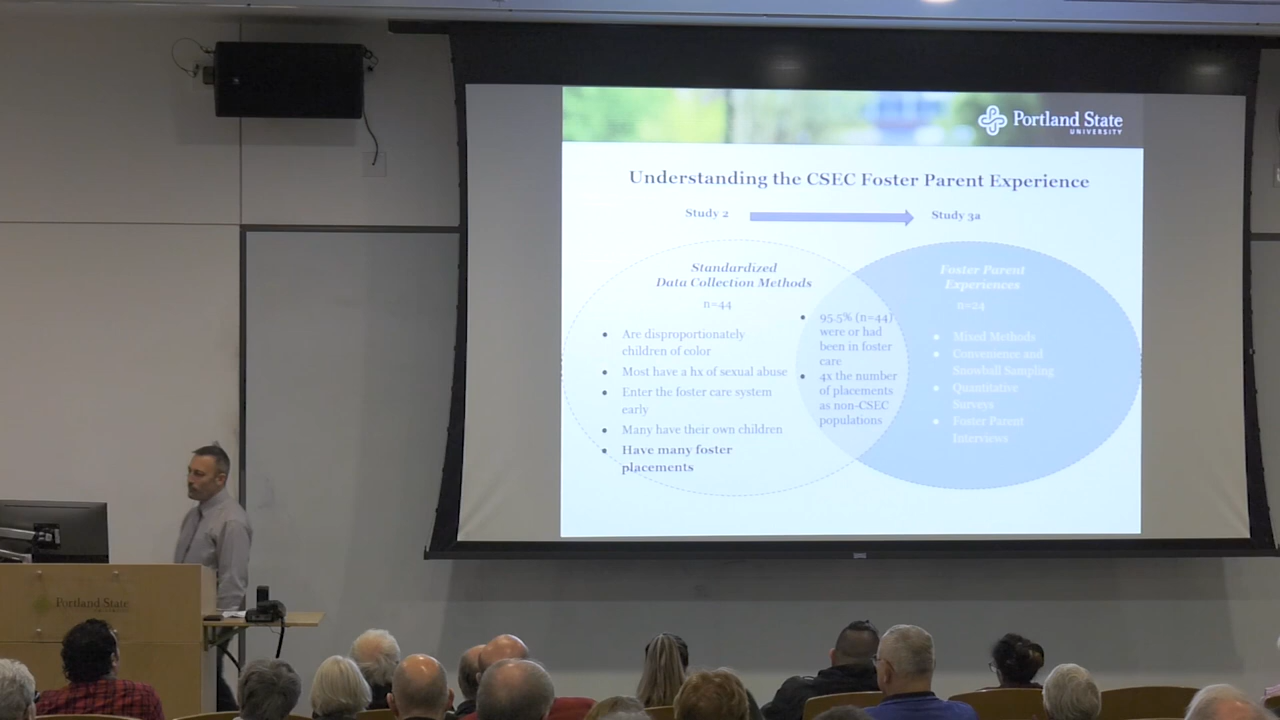 Portland State
UNIVERSITY
Understanding the CSEC Foster Parent Experience
Study 2
Study 3a
Standardized
Data Collection Methods
n=44
• Are disproportionately
children of color
• Most have a hx of sexual abuse
• Enter the foster care system
early
• Many have their own children
• Have many foster
placements
• 95.5% (n=44)
were or had
been in foster
care
• 4x the number
of placements
as non-CSEC
populations
Foster Parent
Experiences
n=24
• Mixed Methods
• Convenience and
Snowball Sampling
• Quantitative
Surveys
• Foster Parent
Interviews
Portland State
UNIVERSITY